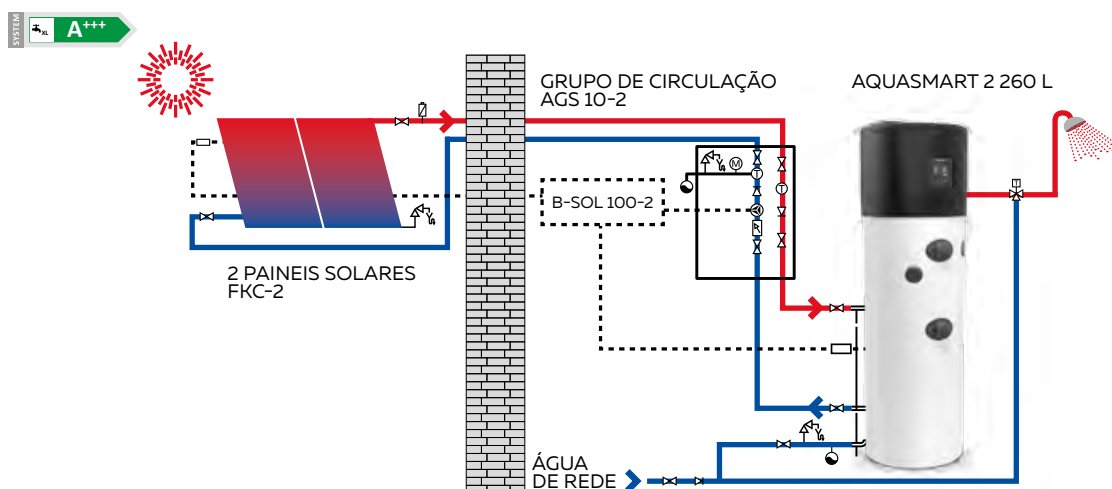 SYSTEM
XL
A+++
GRUPO DE CIRCULAÇÃO
AGS 10-2
AQUASMART 2 260 L
M
T
T
T
B-SOL 100-2
2 PAINEIS SOLARES
FKC-2
ÁGUA
DE REDE